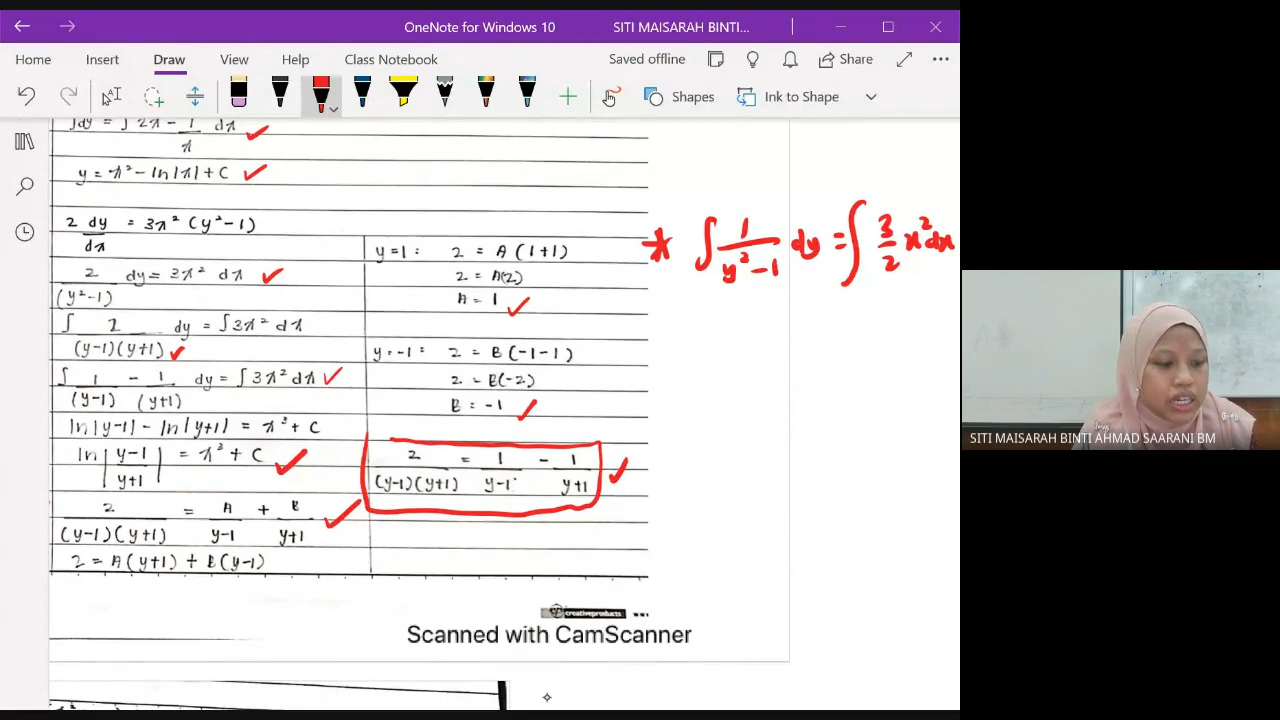 OneNote for Windows 10
SITI MAISARAH BINTI...
Home Insert Draw View Help Class Notebook
Saved offline
Share
Shapes
Ink to Shape
∫dy = ∫ 2x - 1/x dx
y = x² - ln|x| + C
2 dy/dx = 3x² (y²-1)
2/(y²-1) dy = 3x² dx
∫ 2/((y-1)(y+1)) dy = ∫3x² dx
∫ 1/(y-1) - 1/(y+1) dy = ∫3x² dx
ln|y-1| - ln|y+1| = x³ + C
ln |(y-1)/(y+1)| = x³ + C
2/((y-1)(y+1)) = A/(y-1) + B/(y+1)
2 = A(y+1) + B(y-1)
y=1: 2 = A(1+1)
2 = A(2)
A = 1
y=-1: 2 = B(-1-1)
2 = B(-2)
B = -1
2/((y-1)(y+1)) = 1/(y-1) - 1/(y+1)
* ∫ 1/(y²-1) dy = ∫ 3/2 x² dx
creativeproducts
Scanned with CamScanner
SITI MAISARAH BINTI AHMAD SAARANI BM